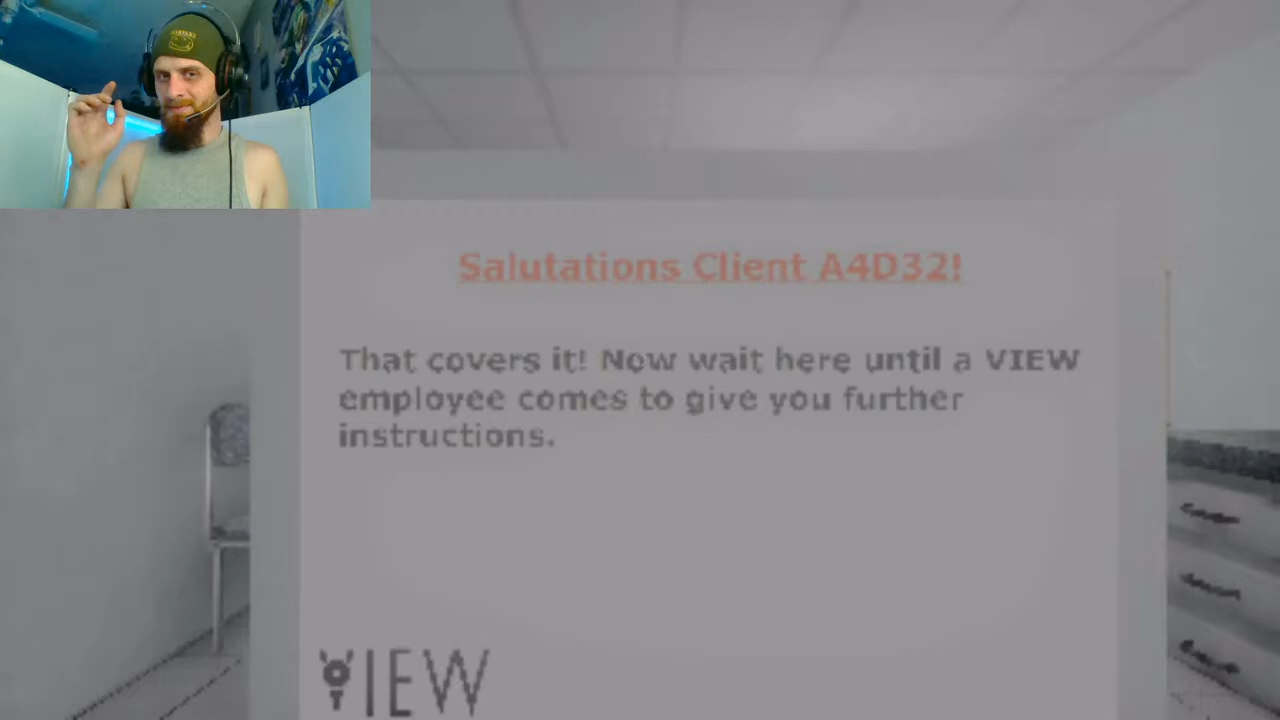 Salutations Client A4D32!
That covers it! Now wait here until a VIEW
employee comes to give you further
instructions.
VIEW